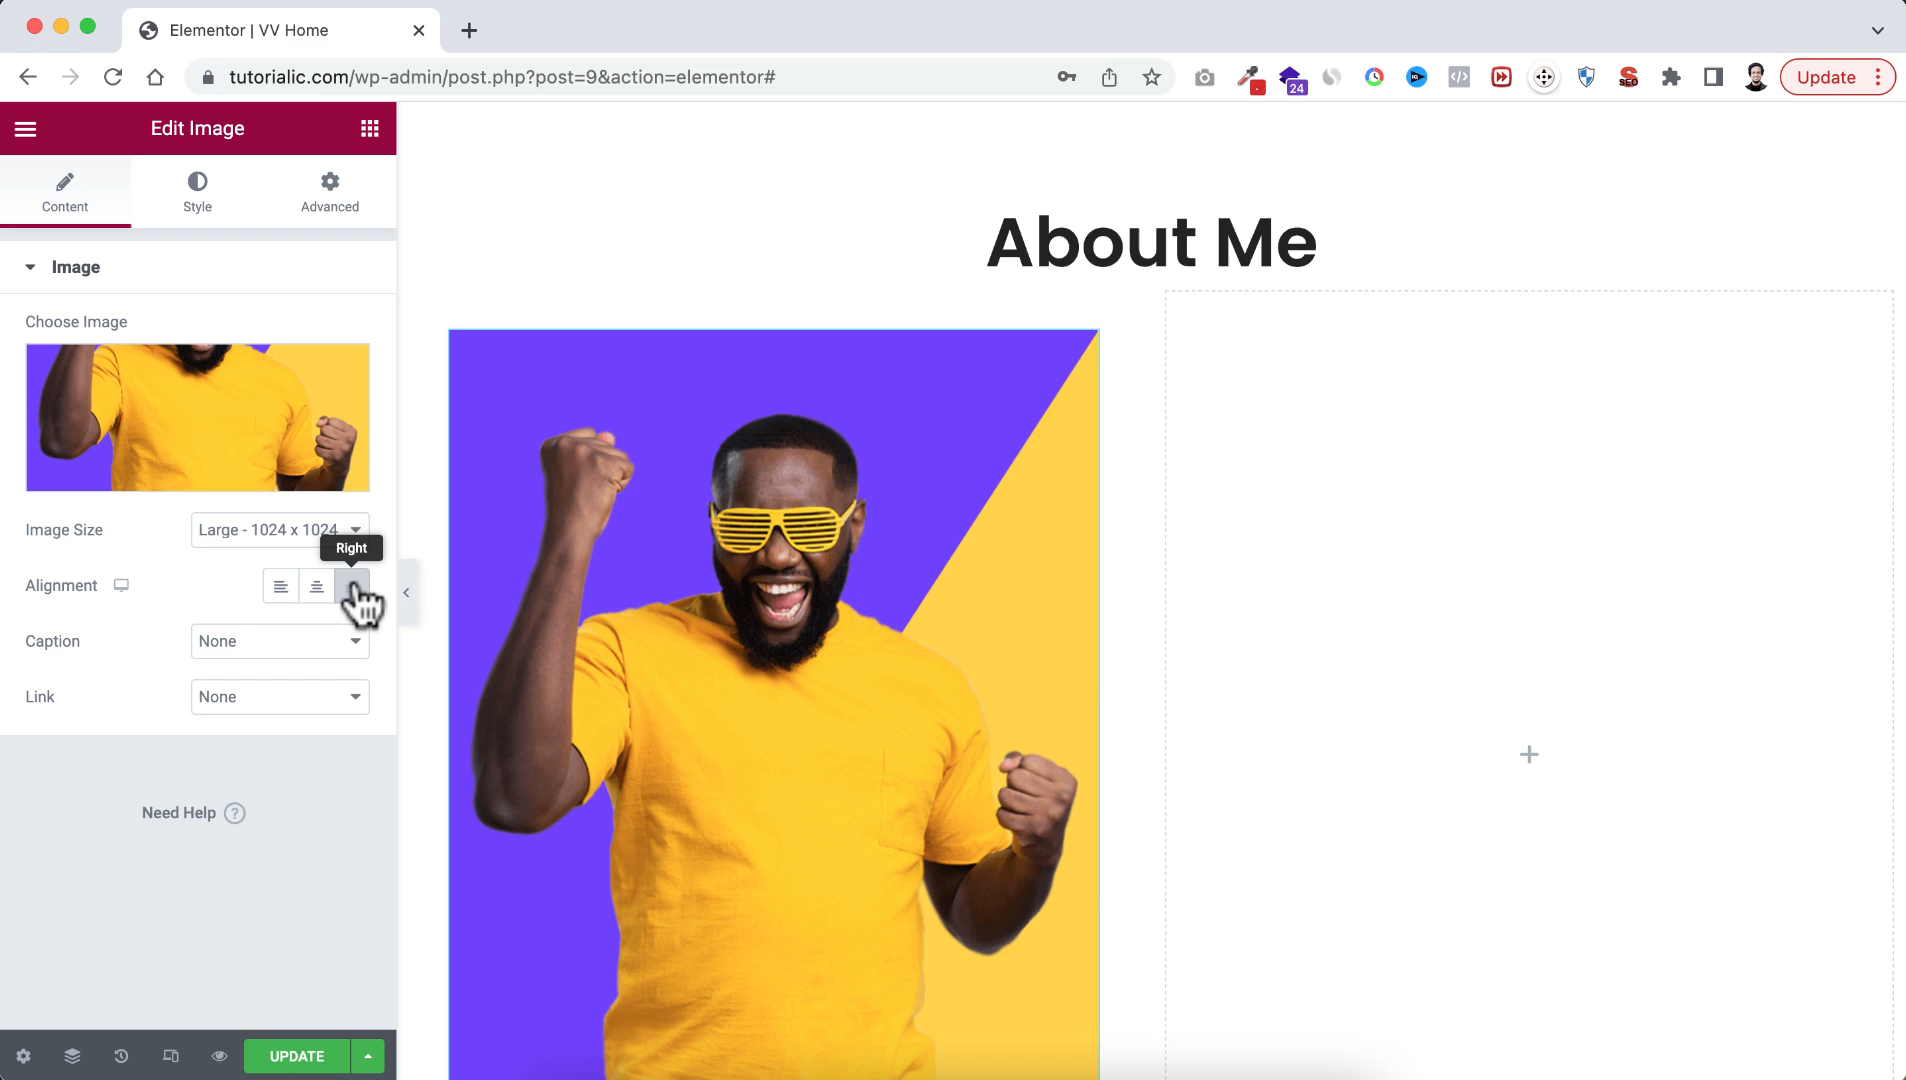 Elementor | VV Home
tutorialic.com/wp-admin/post.php?post=9&action=elementor#
24
SEO
Update
Edit Image
Content
Style
Advanced
Image
Choose Image
Image Size
Large - 1024 x 1024
Right
Alignment
Caption
None
Link
None
Need Help ?
UPDATE
About Me